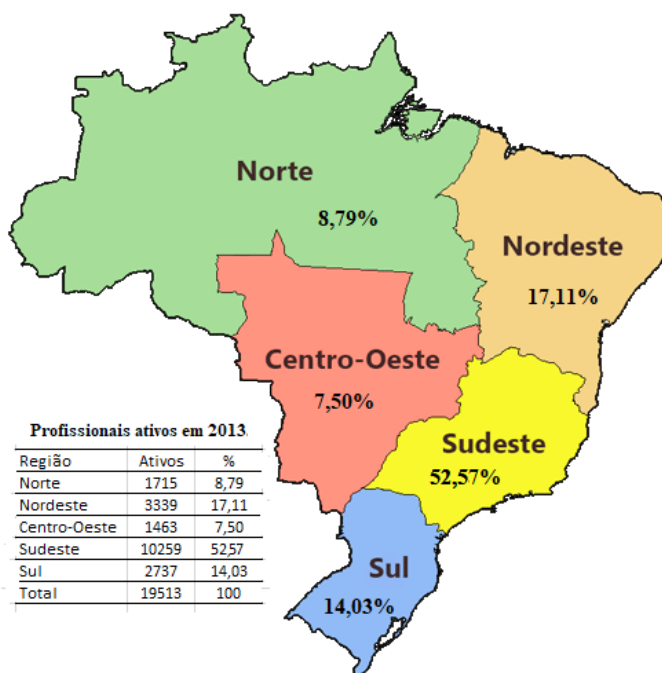 Norte
8,79%
Nordeste
17,11%
Centro-Oeste
7,50%
Sudeste
52,57%
Sul
14,03%
Profissionais ativos em 2013.
Região Ativos %
Norte 1715 8,79
Nordeste 3339 17,11
Centro-Oeste 1463 7,50
Sudeste 10259 52,57
Sul 2737 14,03
Total 19513 100